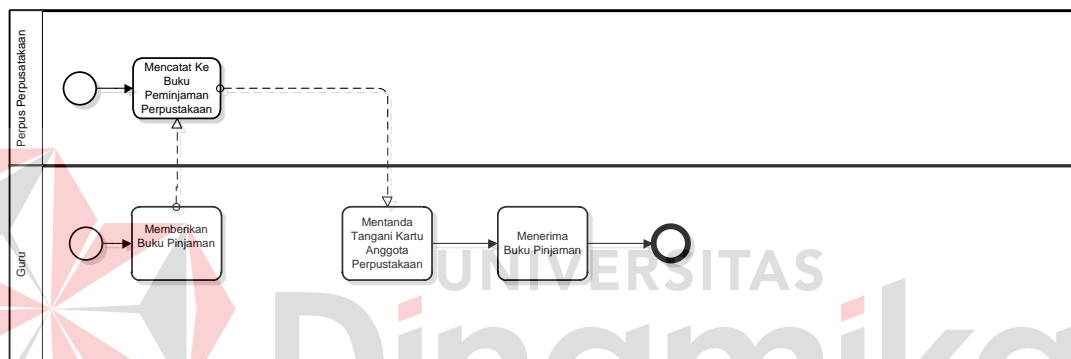 Perpus Perpusatakaan
Mencatat Ke
Buku
Peminjaman
Perpustakaan
Guru
Memberikan
Buku Pinjaman
Mentanda
Tangani Kartu
Anggota
Perpustakaan
Menerima
Buku Pinjaman
UNIVERSITAS
Dinamika